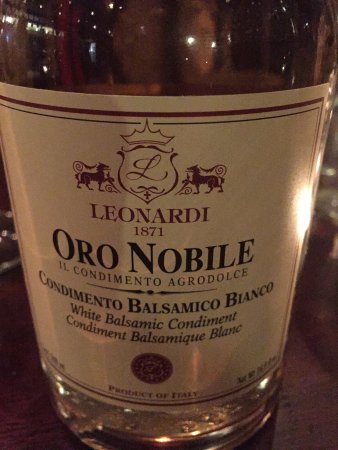 L
LEONARDI
1871
ORO NOBILE
IL CONDIMENTO AGRODOLCE
CONDIMENTO BALSAMICO BIANCO
White Balsamic Condiment
Condiment Balsamique Blanc
PRODUCT OF ITALY